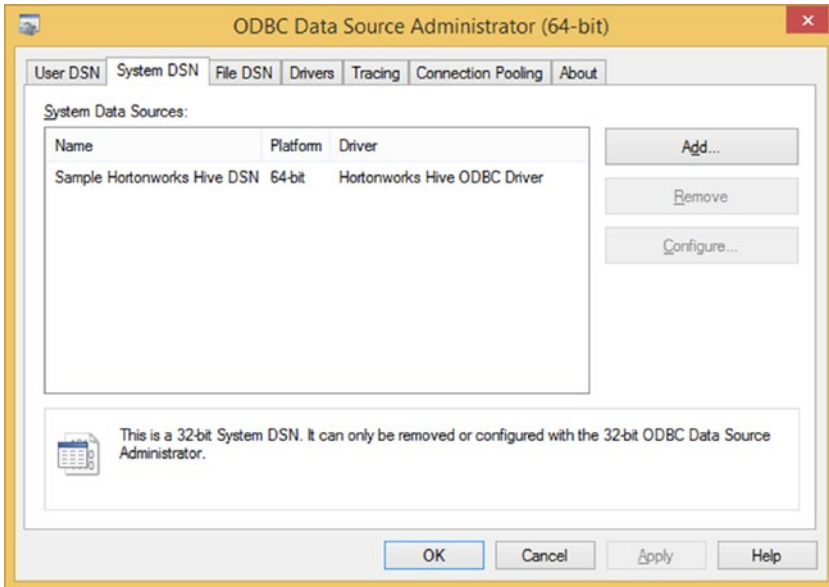 ODBC Data Source Administrator (64-bit)
User DSN System DSN File DSN Drivers Tracing Connection Pooling About
System Data Sources:
Name Platform Driver
Sample Hortonworks Hive DSN 64-bit Hortonworks Hive ODBC Driver
Add...
Remove
Configure...
This is a 32-bit System DSN. It can only be removed or configured with the 32-bit ODBC Data Source
Administrator.
OK Cancel Apply Help